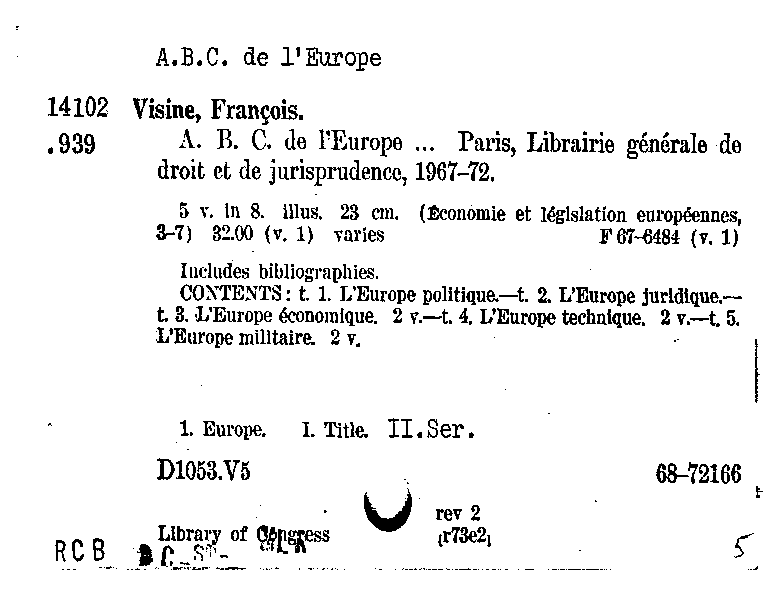 A.B.C. de l'Europe
14102 Visine, François.
.939 A. B. C. de l'Europe ... Paris, Librairie générale de
droit et de jurisprudence, 1967–72.
5 v. in 8. illus. 23 cm. (Économie et législation européennes,
3–7) 32.00 (v. 1) varies F 67–6484 (v. 1)
Includes bibliographies.
CONTENTS: t. 1. L'Europe politique.—t. 2. L'Europe juridique.—
t. 3. L'Europe économique. 2 v.—t. 4. L'Europe technique. 2 v.—t. 5.
L'Europe militaire. 2 v.
1. Europe. I. Title. II.Ser.
D1053.V5 68–72166
rev 2
Library of Congress r73e2
RCB 5